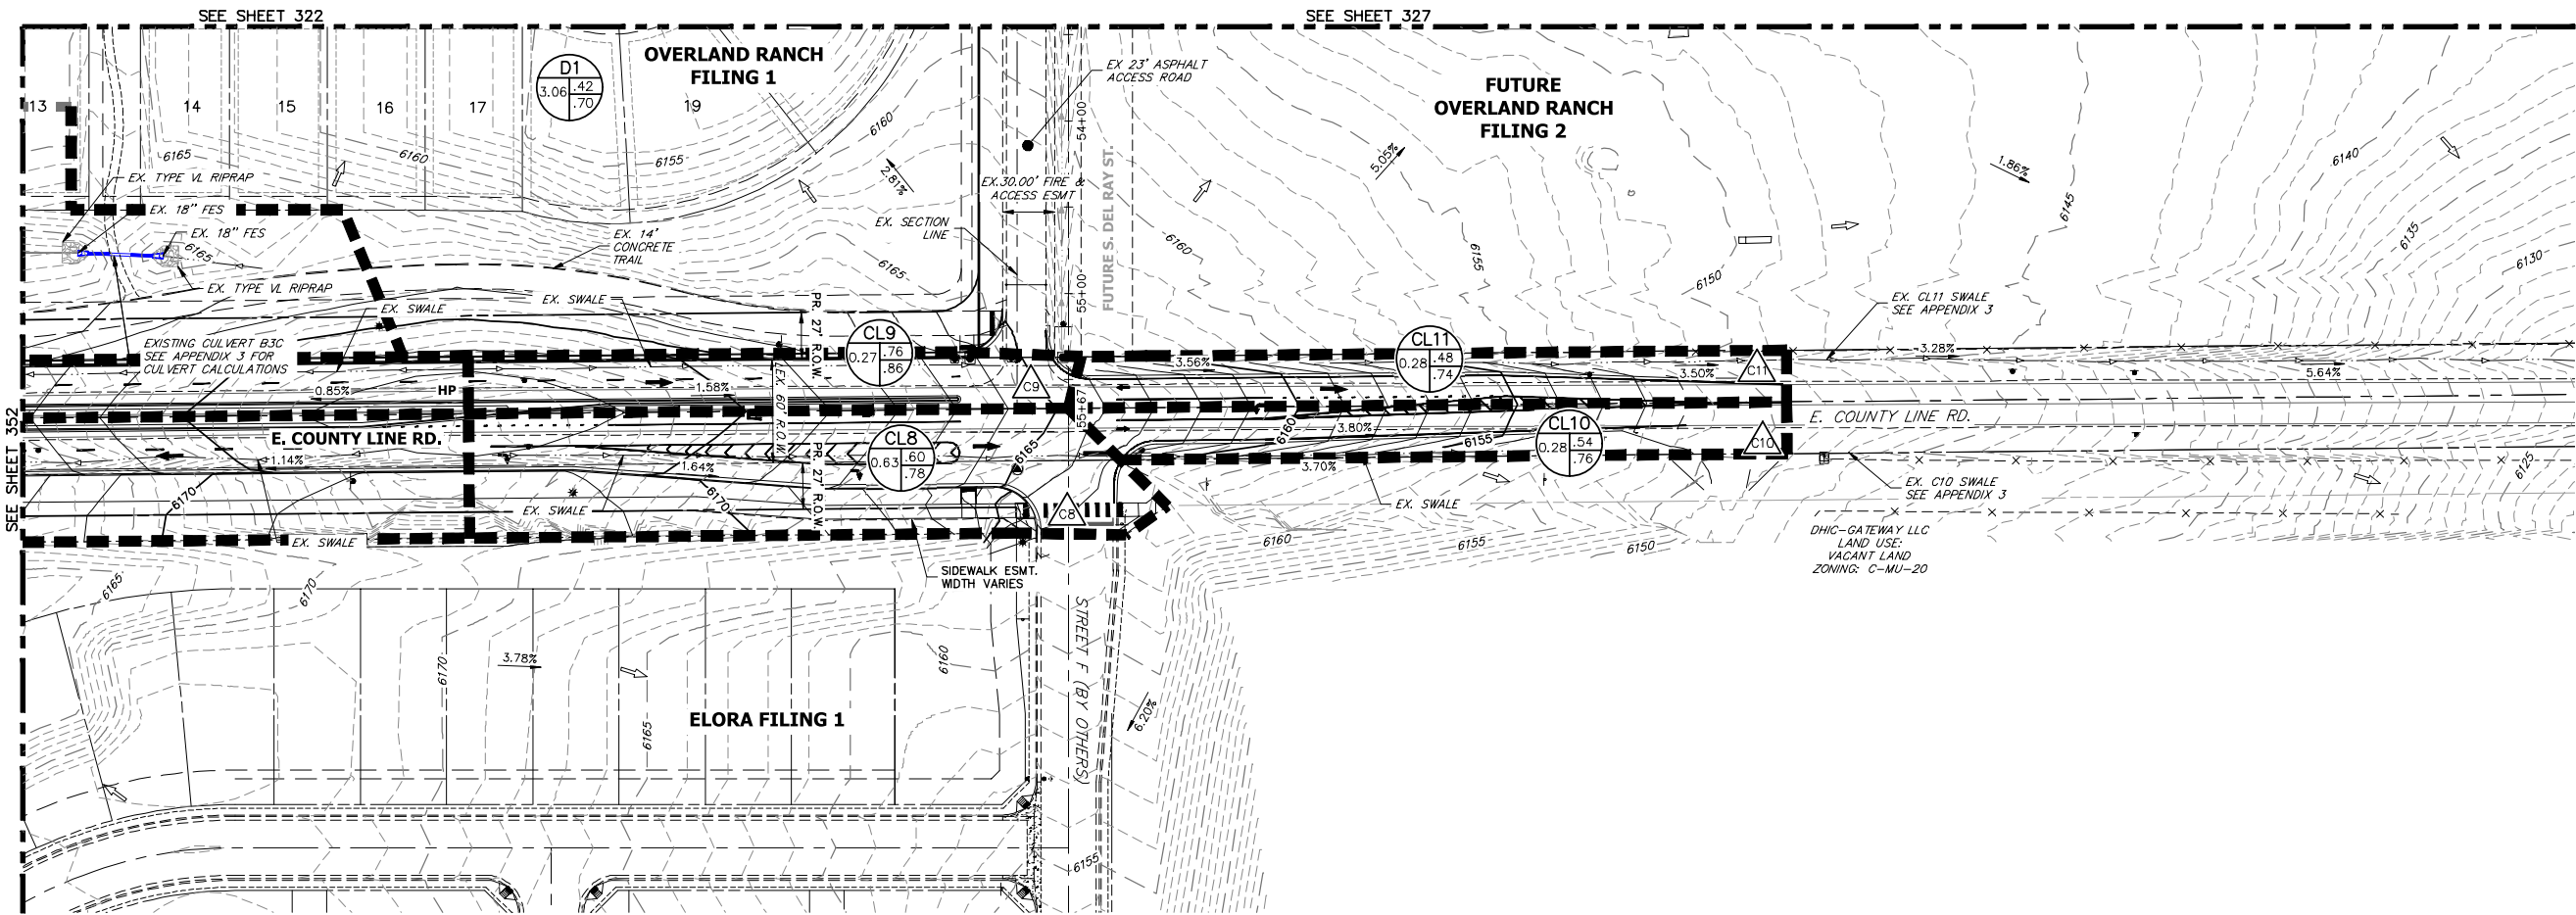 SEE SHEET 322
SEE SHEET 327
SEE SHEET 352
13
14
15
16
17
19
D1
3.06
.42
.70
OVERLAND RANCH
FILING 1
FUTURE
OVERLAND RANCH
FILING 2
EX 23' ASPHALT
ACCESS ROAD
54+00
FUTURE S. DEL RAY ST.
55+00
55+67
6165
6160
6155
6160
2.81%
5.05%
1.86%
6140
6145
6135
6130
6125
EX. TYPE VL RIPRAP
EX. 18" FES
EX. 18" FES
6165
EX. TYPE VL RIPRAP
EX. 14'
CONCRETE
TRAIL
EX.30.00' FIRE &
ACCESS ESMT
EX. SECTION
LINE
6165
6160
6155
6150
EX. SWALE
EX. SWALE
EXISTING CULVERT B3C
SEE APPENDIX 3 FOR
CULVERT CALCULATIONS
PR. 27' R.O.W.
EX. 60' R.O.W.
PR. 27' R.O.W.
CL9
0.27
.76
.86
C9
CL11
0.28
.48
.74
C11
EX. CL11 SWALE
SEE APPENDIX 3
3.56%
3.50%
3.28%
5.64%
0.85%
HP
1.58%
E. COUNTY LINE RD.
E. COUNTY LINE RD.
1.14%
1.64%
CL8
0.63
.60
.78
C8
6165
6160
3.80%
6155
3.70%
CL10
0.28
.54
.76
C10
EX. C10 SWALE
SEE APPENDIX 3
6170
6170
EX. SWALE
EX. SWALE
EX. SWALE
SIDEWALK ESMT.
WIDTH VARIES
6160
6155
6150
DHIC-GATEWAY LLC
LAND USE:
VACANT LAND
ZONING: C-MU-20
6165
6170
6170
3.78%
6165
6160
ELORA FILING 1
STREET F (BY OTHERS)
6.20%
6155